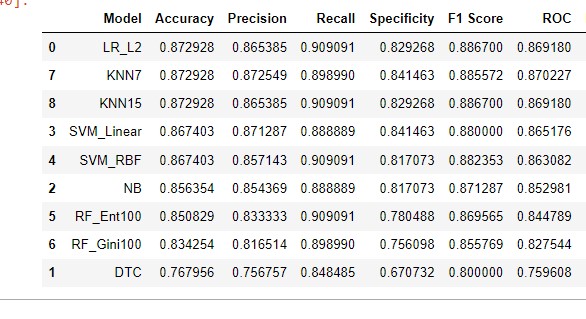 Model Accuracy Precision Recall Specificity F1 Score ROC
0 LR_L2 0.872928 0.865385 0.909091 0.829268 0.886700 0.869180
7 KNN7 0.872928 0.872549 0.898990 0.841463 0.885572 0.870227
8 KNN15 0.872928 0.865385 0.909091 0.829268 0.886700 0.869180
3 SVM_Linear 0.867403 0.871287 0.888889 0.841463 0.880000 0.865176
4 SVM_RBF 0.867403 0.857143 0.909091 0.817073 0.882353 0.863082
2 NB 0.856354 0.854369 0.888889 0.817073 0.871287 0.852981
5 RF_Ent100 0.850829 0.833333 0.909091 0.780488 0.869565 0.844789
6 RF_Gini100 0.834254 0.816514 0.898990 0.756098 0.855769 0.827544
1 DTC 0.767956 0.756757 0.848485 0.670732 0.800000 0.759608